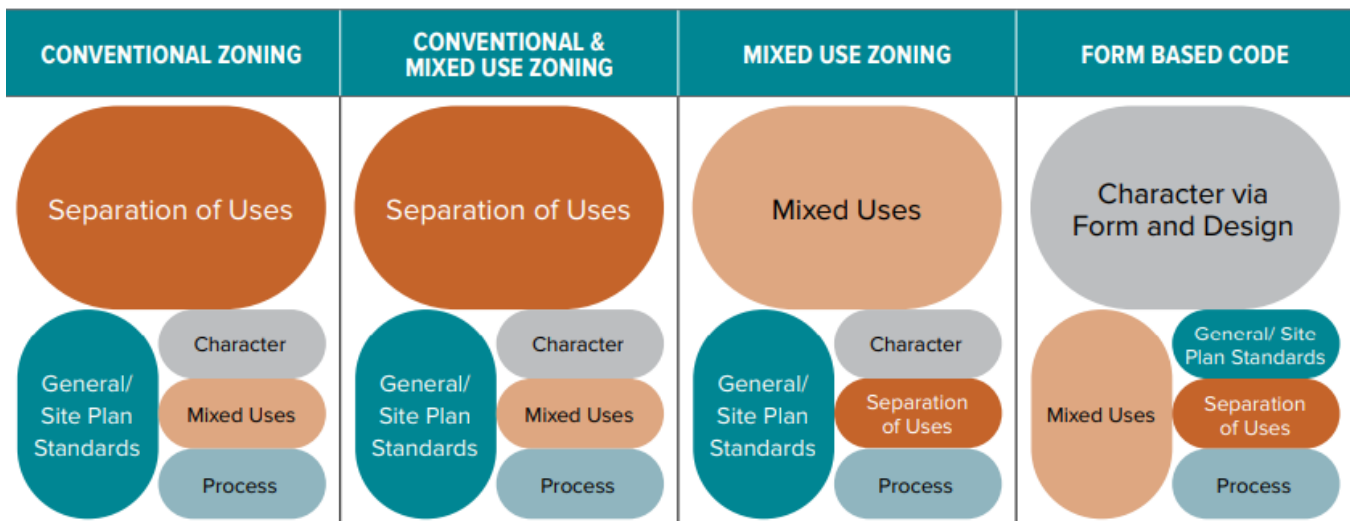 CONVENTIONAL ZONING
CONVENTIONAL &
MIXED USE ZONING
MIXED USE ZONING
FORM BASED CODE
Separation of Uses
General/
Site Plan
Standards
Character
Mixed Uses
Process
Separation of Uses
General/
Site Plan
Standards
Character
Mixed Uses
Process
Mixed Uses
General/
Site Plan
Standards
Character
Separation
of Uses
Process
Character via
Form and Design
Mixed Uses
General/ Site
Plan Standards
Separation
of Uses
Process